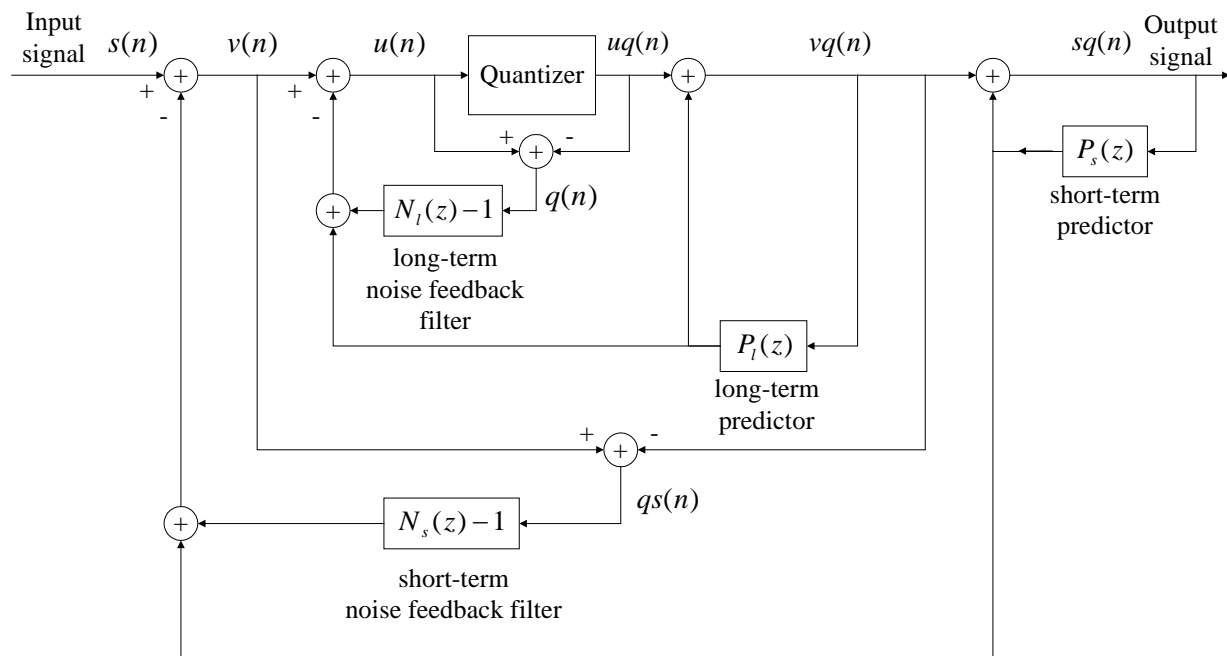 Input
signal
s(n)
v(n)
u(n)
Quantizer
uq(n)
vq(n)
sq(n)
Output
signal
+
+
+
+
+
+
-
-
+
-
+
P_s(z)
short-term
predictor
q(n)
N_l(z)−1
+
long-term
noise feedback
filter
P_l(z)
long-term
predictor
+
-
+
qs(n)
N_s(z)−1
+
short-term
noise feedback filter